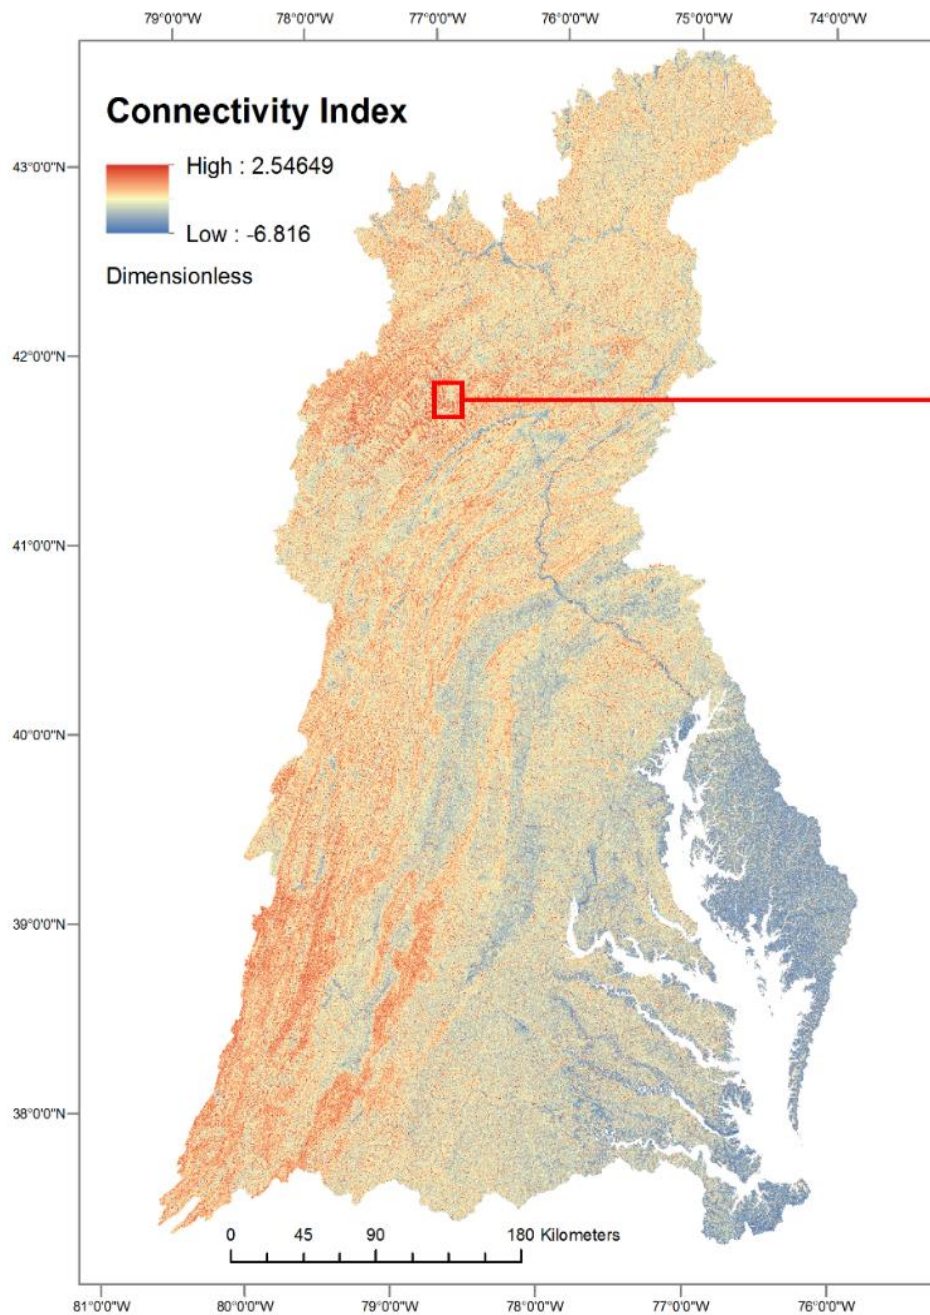 79°0'0"W 78°0'0"W 77°0'0"W 76°0'0"W 75°0'0"W 74°0'0"W
Connectivity Index
High : 2.54649
Low : -6.816
Dimensionless
43°0'0"N
42°0'0"N
41°0'0"N
40°0'0"N
39°0'0"N
38°0'0"N
0 45 90 180 Kilometers
81°0'0"W 80°0'0"W 79°0'0"W 78°0'0"W 77°0'0"W 76°0'0"W